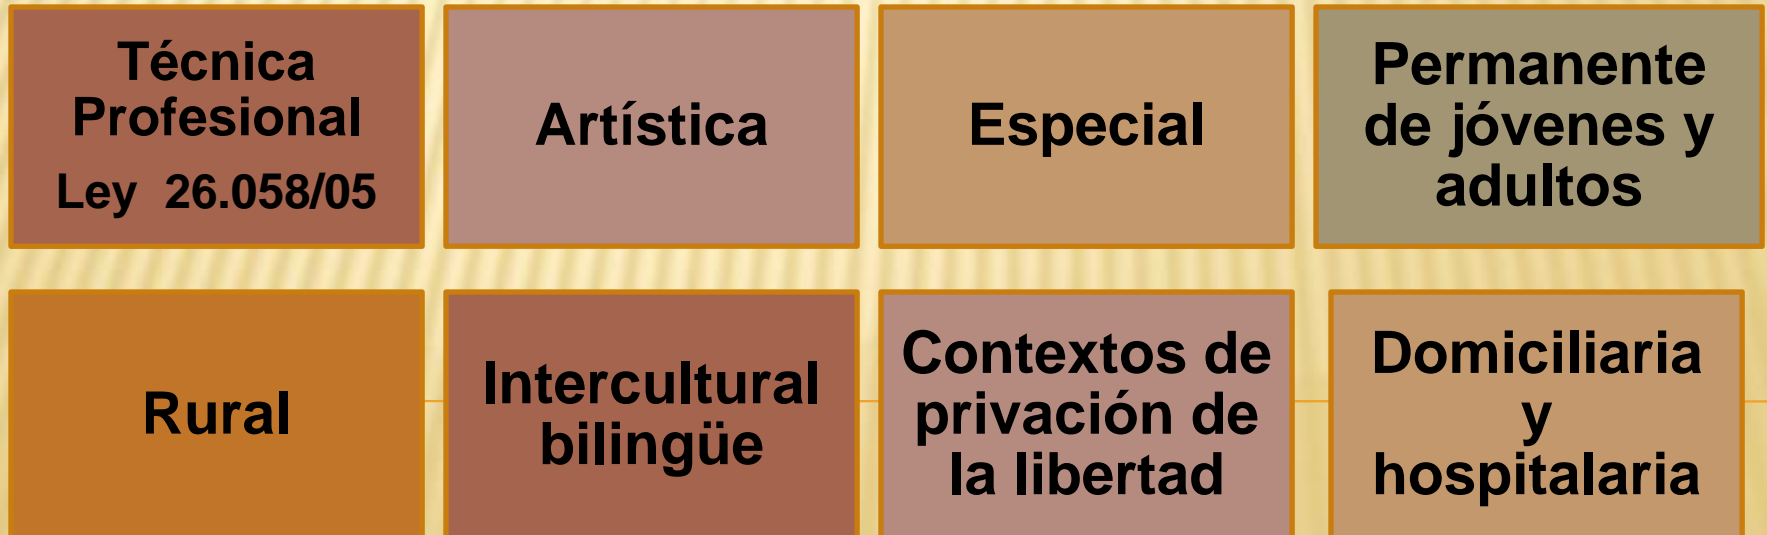 Técnica
Profesional
Ley 26.058/05
Artística
Especial
Permanente
de jóvenes y
adultos
Rural
Intercultural
bilingüe
Contextos de
privación de
la libertad
Domiciliaria
y
hospitalaria